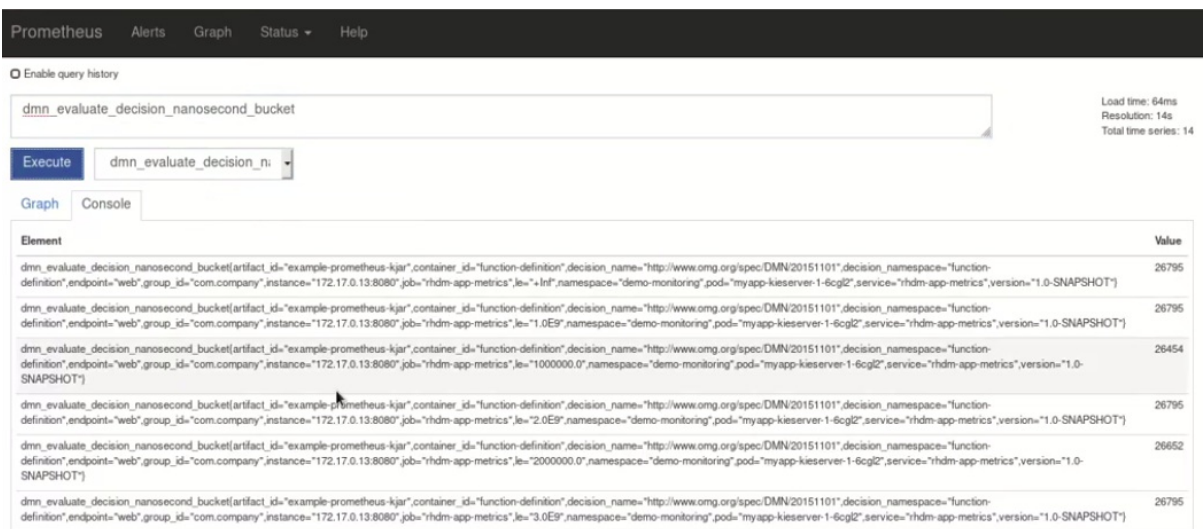 Prometheus Alerts Graph Status Help
Enable query history
dmn_evaluate_decision_nanosecond_bucket
Load time: 64ms
Resolution: 14s
Total time series: 14
Execute dmn_evaluate_decision_na
Graph Console
Element Value
dmn_evaluate_decision_nanosecond_bucket{artifact_id="example-prometheus-kjar",container_id="function-definition",decision_name="http://www.omg.org/spec/DMN/20151101",decision_namespace="function- 26795
definition",endpoint="web",group_id="com.company",instance="172.17.0.13:8080",job="rhdm-app-metrics",le="+Inf",namespace="demo-monitoring",pod="myapp-kieserver-1-6cgl2",service="rhdm-app-metrics",version="1.0-SNAPSHOT"}
dmn_evaluate_decision_nanosecond_bucket{artifact_id="example-prometheus-kjar",container_id="function-definition",decision_name="http://www.omg.org/spec/DMN/20151101",decision_namespace="function- 26795
definition",endpoint="web",group_id="com.company",instance="172.17.0.13:8080",job="rhdm-app-metrics",le="1.0E9",namespace="demo-monitoring",pod="myapp-kieserver-1-6cgl2",service="rhdm-app-metrics",version="1.0-SNAPSHOT"}
dmn_evaluate_decision_nanosecond_bucket{artifact_id="example-prometheus-kjar",container_id="function-definition",decision_name="http://www.omg.org/spec/DMN/20151101",decision_namespace="function- 26454
definition",endpoint="web",group_id="com.company",instance="172.17.0.13:8080",job="rhdm-app-metrics",le="1000000.0",namespace="demo-monitoring",pod="myapp-kieserver-1-6cgl2",service="rhdm-app-metrics",version="1.0-
SNAPSHOT"}
dmn_evaluate_decision_nanosecond_bucket{artifact_id="example-prometheus-kjar",container_id="function-definition",decision_name="http://www.omg.org/spec/DMN/20151101",decision_namespace="function- 26795
definition",endpoint="web",group_id="com.company",instance="172.17.0.13:8080",job="rhdm-app-metrics",le="2.0E9",namespace="demo-monitoring",pod="myapp-kieserver-1-6cgl2",service="rhdm-app-metrics",version="1.0-SNAPSHOT"}
dmn_evaluate_decision_nanosecond_bucket{artifact_id="example-prometheus-kjar",container_id="function-definition",decision_name="http://www.omg.org/spec/DMN/20151101",decision_namespace="function- 26652
definition",endpoint="web",group_id="com.company",instance="172.17.0.13:8080",job="rhdm-app-metrics",le="2000000.0",namespace="demo-monitoring",pod="myapp-kieserver-1-6cgl2",service="rhdm-app-metrics",version="1.0-
SNAPSHOT"}
dmn_evaluate_decision_nanosecond_bucket{artifact_id="example-prometheus-kjar",container_id="function-definition",decision_name="http://www.omg.org/spec/DMN/20151101",decision_namespace="function- 26795
definition",endpoint="web",group_id="com.company",instance="172.17.0.13:8080",job="rhdm-app-metrics",le="3.0E9",namespace="demo-monitoring",pod="myapp-kieserver-1-6cgl2",service="rhdm-app-metrics",version="1.0-SNAPSHOT"}